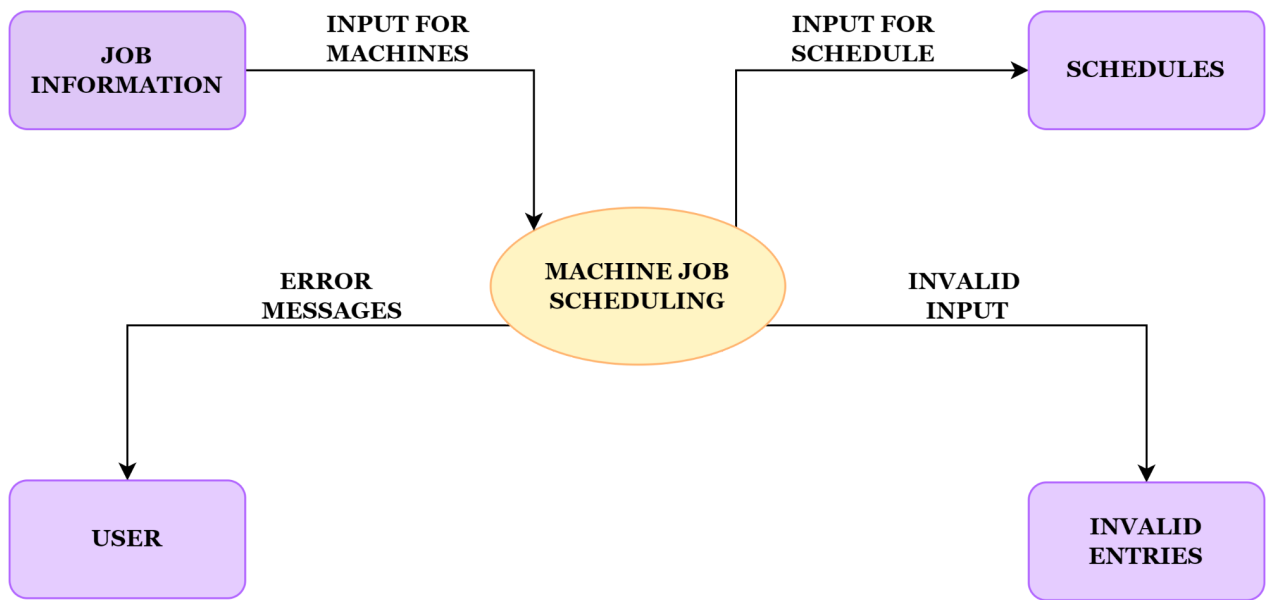 JOB
INFORMATION
INPUT FOR
MACHINES
INPUT FOR
SCHEDULE
SCHEDULES
MACHINE JOB
SCHEDULING
ERROR
MESSAGES
INVALID
INPUT
USER
INVALID
ENTRIES